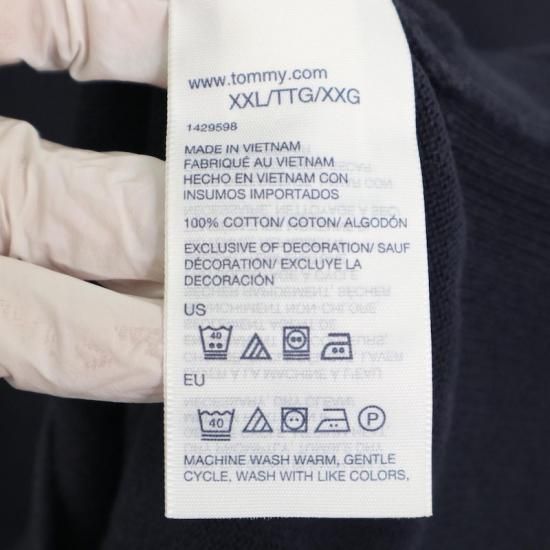 www.tommy.com
XXL/TTG/XXG
1429598
MADE IN VIETNAM
FABRIQUÉ AU VIETNAM
HECHO EN VIETNAM CON
INSUMOS IMPORTADOS
100% COTTON/ COTON/ ALGODÓN
EXCLUSIVE OF DECORATION/ SAUF
DÉCORATION/ EXCLUYE LA
DECORACIÓN
US
40
EU
40 P
MACHINE WASH WARM, GENTLE
CYCLE, WASH WITH LIKE COLORS,